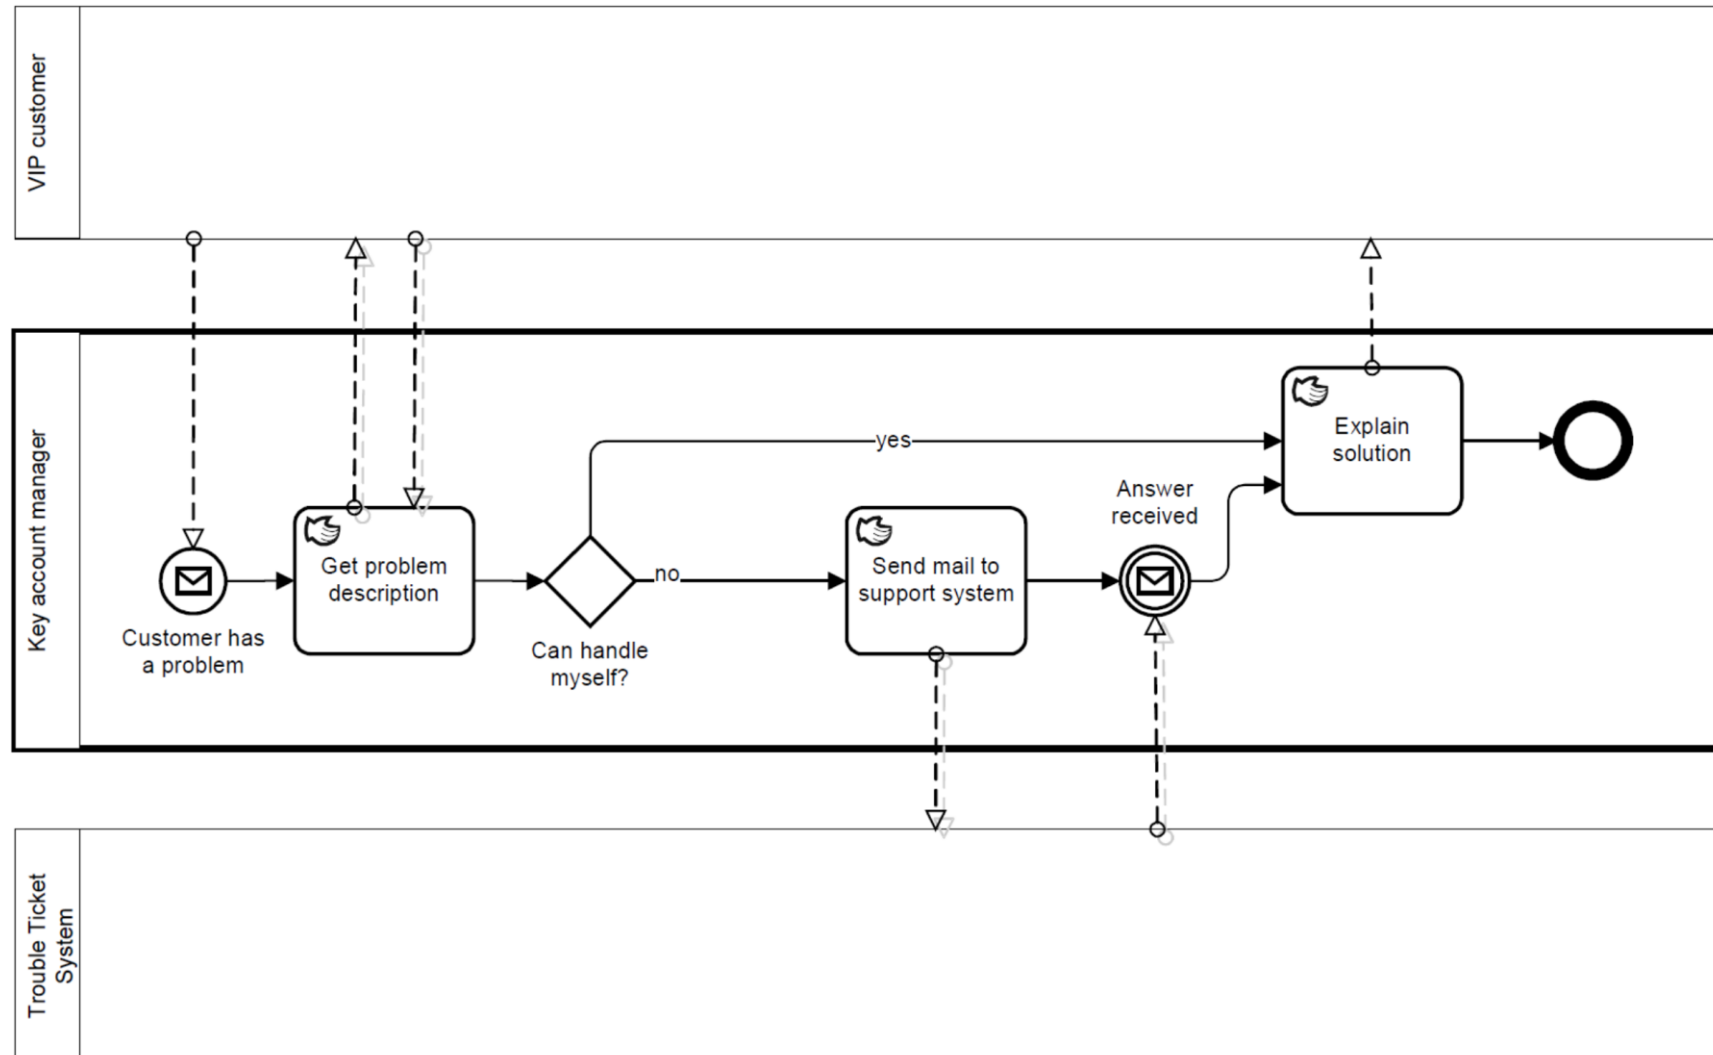 VIP customer
Key account manager
Customer has
a problem
Get problem
description
Can handle
myself?
yes
no
Send mail to
support system
Answer
received
Explain
solution
Trouble Ticket
System